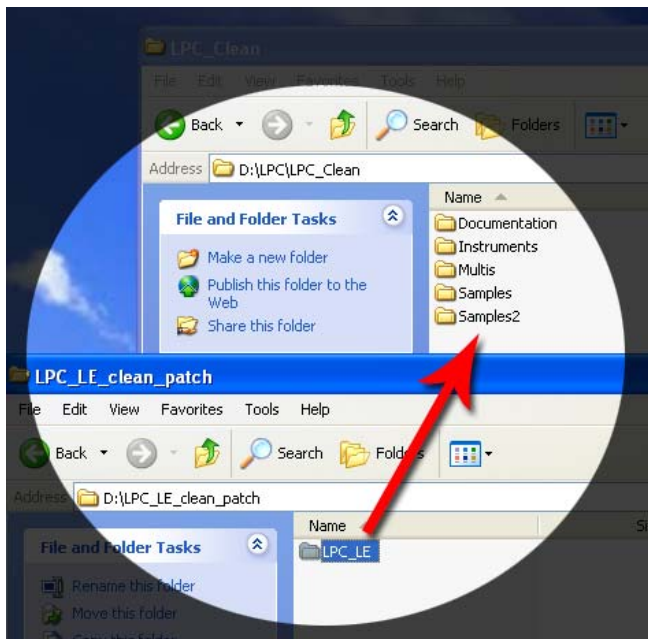 LPC_Clean
File Edit View Favorites Tools Help
Back Search Folders
Address D:\LPC\LPC_Clean
File and Folder Tasks
Make a new folder
Publish this folder to the
Web
Share this folder
Name
Documentation
Instruments
Multis
Samples
Samples2
LPC_LE_clean_patch
File Edit View Favorites Tools Help
Back Search Folders
Address D:\LPC_LE_clean_patch
File and Folder Tasks
Rename this folder
Move this folder
Copy this folder
Name
LPC_LE